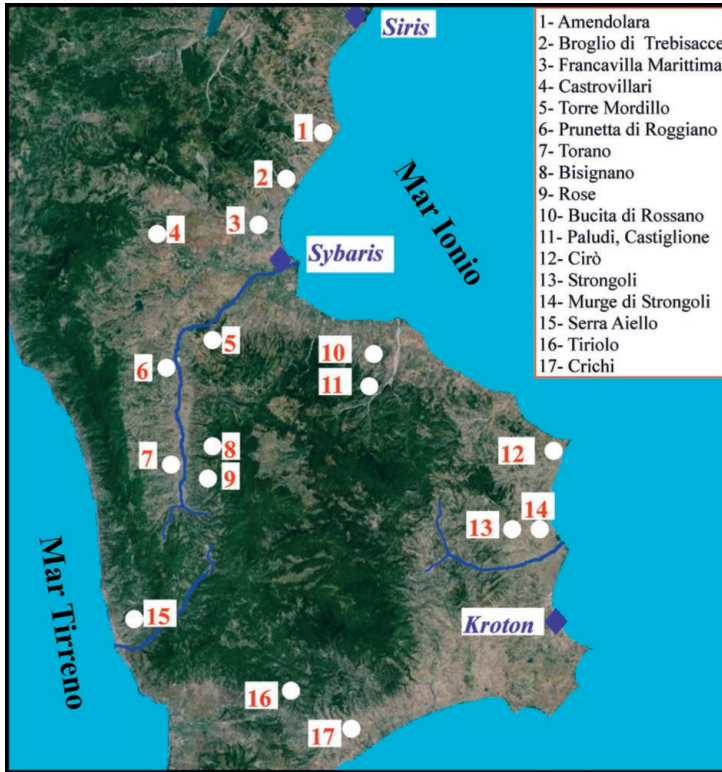 Siris
1- Amendolara
2- Broglio di Trebisacce
3- Francavilla Marittima
4- Castrovillari
5- Torre Mordillo
6- Prunetta di Roggiano
7- Torano
8- Bisignano
9- Rose
10- Bucita di Rossano
11- Paludi, Castiglione
12- Cirò
13- Strongoli
14- Murge di Strongoli
15- Serra Aiello
16- Tiriolo
17- Crichi
1
2
Mar Ionio
3
4
Sybaris
5
10
6
11
8
12
7
9
14
13
Mar Tirreno
15
Kroton
16
17